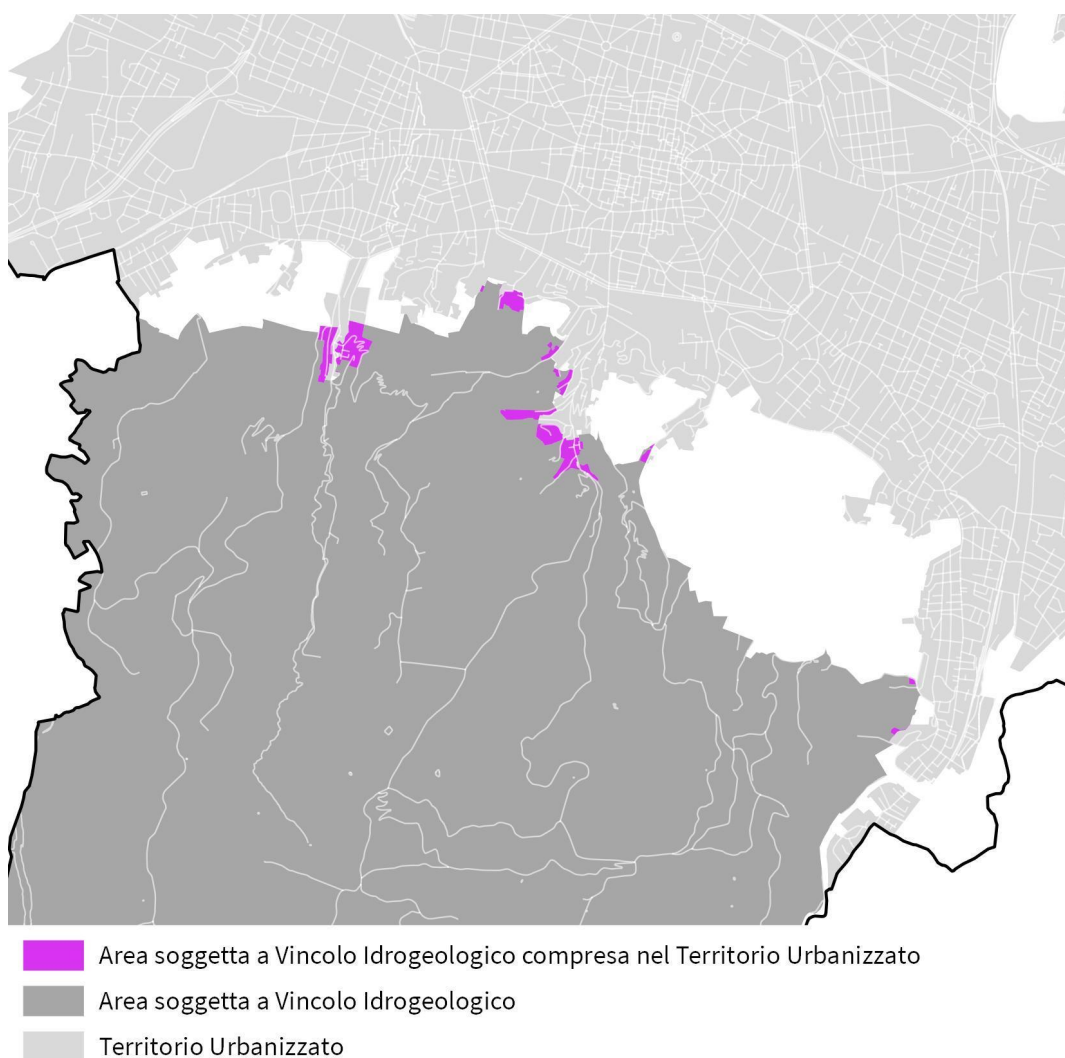 Area soggetta a Vincolo Idrogeologico compresa nel Territorio Urbanizzato
Area soggetta a Vincolo Idrogeologico
Territorio Urbanizzato